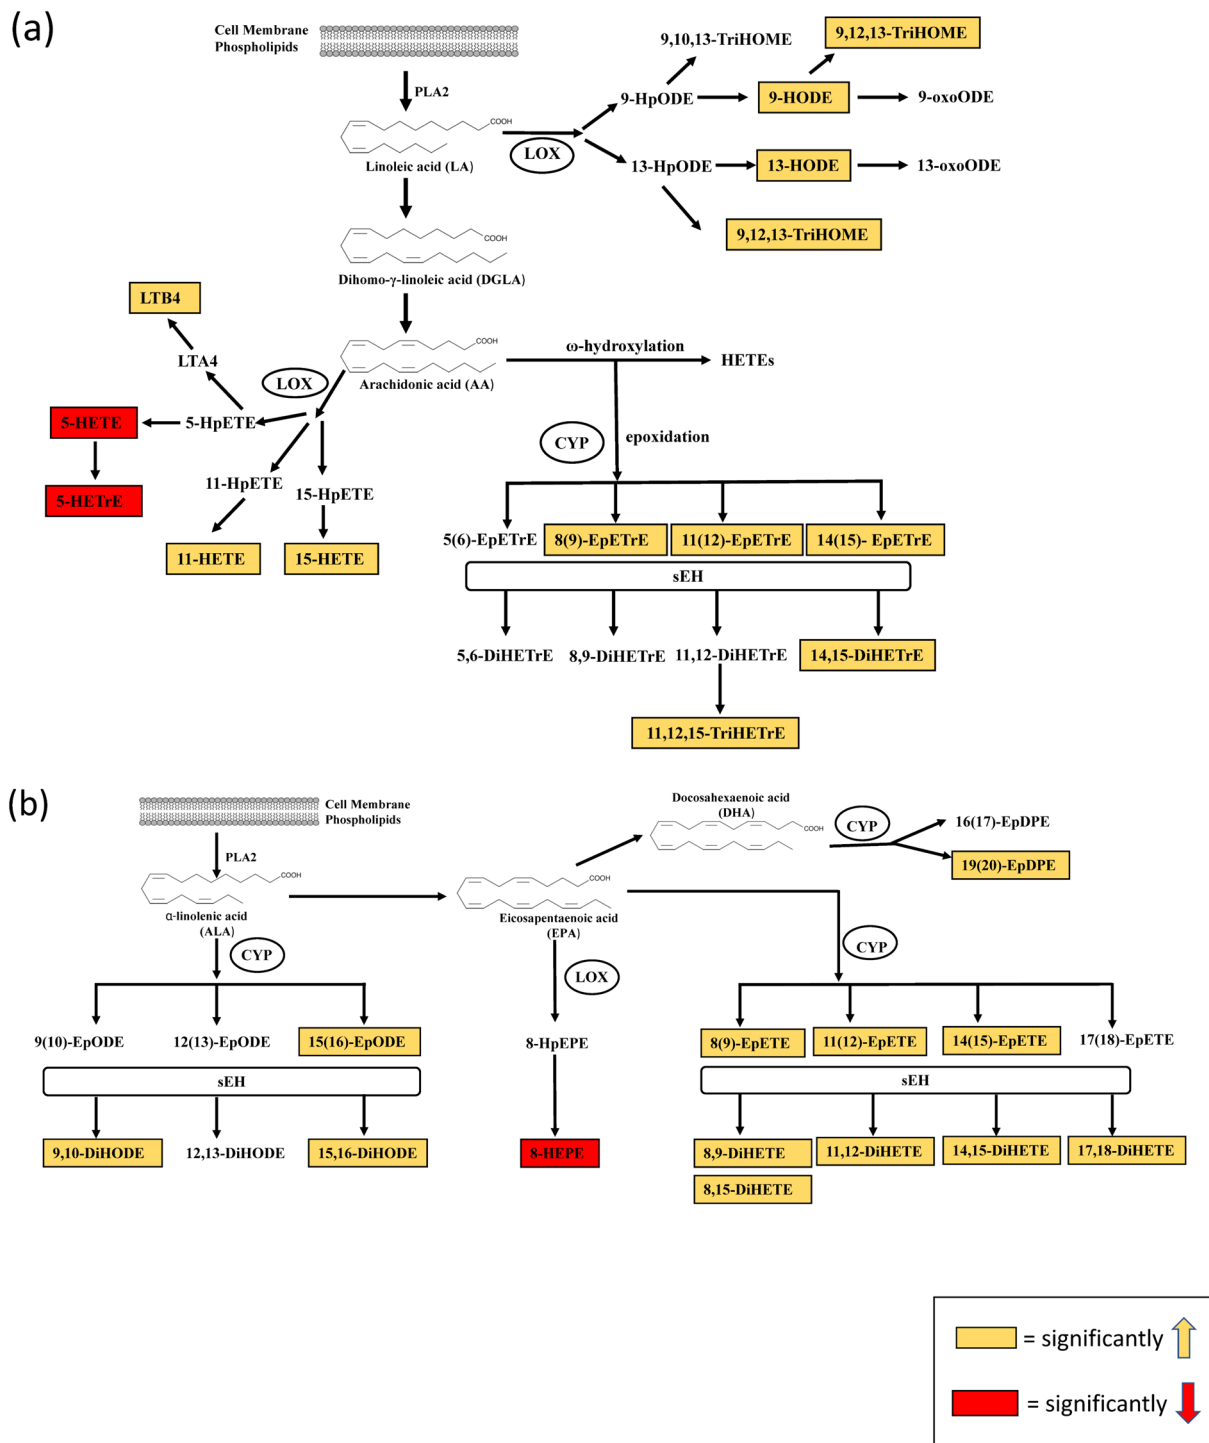 (a)
Cell Membrane
Phospholipids
PLA2
COOH
Linoleic acid (LA)
LOX
9,10,13-TriHOME
9,12,13-TriHOME
9-HpODE
9-HODE
9-oxoODE
13-HpODE
13-HODE
13-oxoODE
9,12,13-TriHOME
COOH
Dihomo-γ-linoleic acid (DGLA)
COOH
Arachidonic acid (AA)
ω-hydroxylation
HETEs
LTB4
LTA4
LOX
5-HETE
5-HpETE
5-HETrE
11-HpETE
15-HpETE
11-HETE
15-HETE
CYP
epoxidation
5(6)-EpETrE
8(9)-EpETrE
11(12)-EpETrE
14(15)- EpETrE
sEH
5,6-DiHETrE
8,9-DiHETrE
11,12-DiHETrE
14,15-DiHETrE
11,12,15-TriHETrE
(b)
Cell Membrane
Phospholipids
PLA2
COOH
α-linolenic acid
(ALA)
CYP
9(10)-EpODE
12(13)-EpODE
15(16)-EpODE
sEH
9,10-DiHODE
12,13-DiHODE
15,16-DiHODE
COOH
Eicosapentaenoic acid
(EPA)
LOX
8-HpEPE
8-HEPE
Docosahexaenoic acid
(DHA)
COOH
CYP
16(17)-EpDPE
19(20)-EpDPE
CYP
8(9)-EpETE
11(12)-EpETE
14(15)-EpETE
17(18)-EpETE
sEH
8,9-DiHETE
11,12-DiHETE
14,15-DiHETE
17,18-DiHETE
8,15-DiHETE
= significantly
= significantly